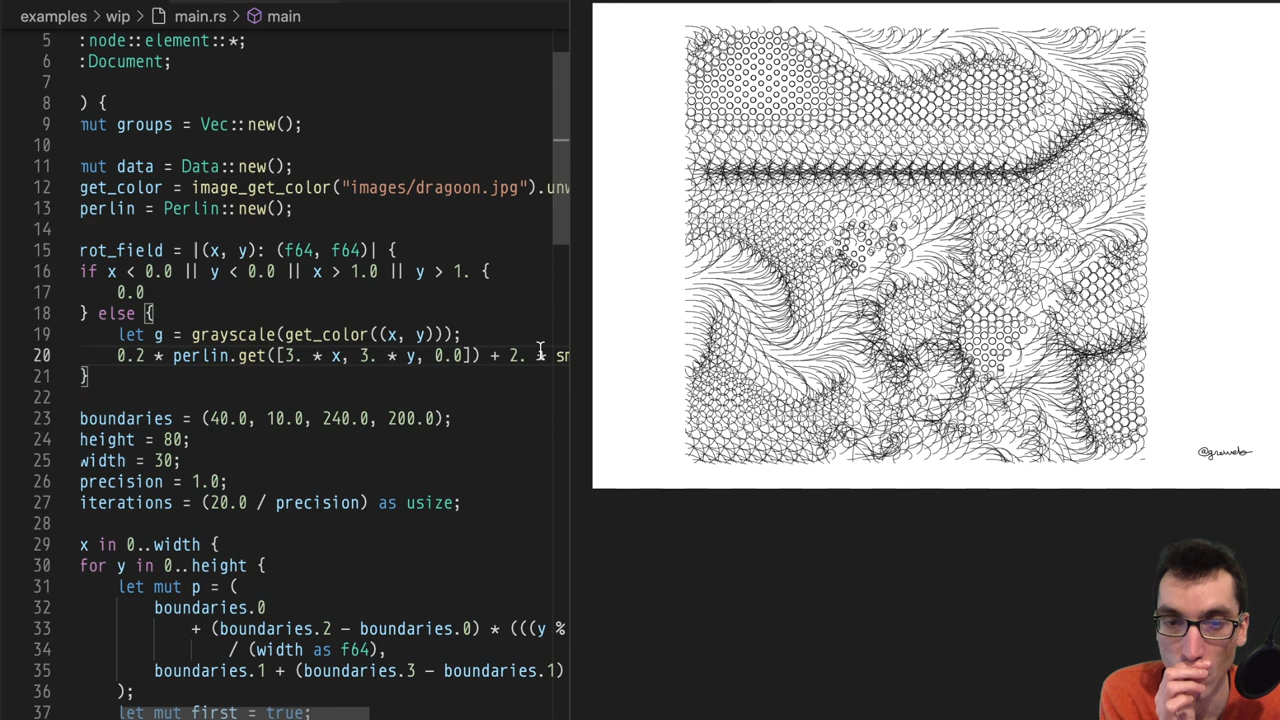 examples › wip › main.rs › main
5 :node::element::*;
6 :Document;
7
8 ) {
9 mut groups = Vec::new();
10
11 mut data = Data::new();
12 get_color = image_get_color("images/dragoon.jpg").unw
13 perlin = Perlin::new();
14
15 rot_field = |(x, y): (f64, f64)| {
16 if x < 0.0 || y < 0.0 || x > 1.0 || y > 1. {
17 0.0
18 } else {
19 let g = grayscale(get_color((x, y)));
20 0.2 * perlin.get([3. * x, 3. * y, 0.0]) + 2. * sm
21 }
22
23 boundaries = (40.0, 10.0, 240.0, 200.0);
24 height = 80;
25 width = 30;
26 precision = 1.0;
27 iterations = (20.0 / precision) as usize;
28
29 x in 0..width {
30 for y in 0..height {
31 let mut p = (
32 boundaries.0
33 + (boundaries.2 - boundaries.0) * (((y %
34 / (width as f64),
35 boundaries.1 + (boundaries.3 - boundaries.1)
36 );
37 let mut first = true;
@greweb